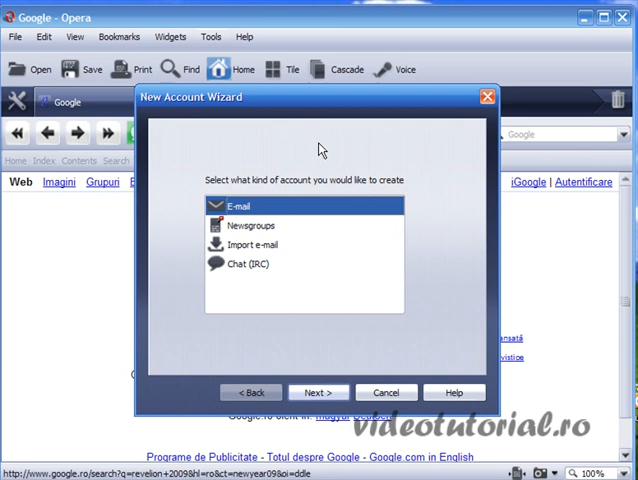 Google - Opera
File Edit View Bookmarks Widgets Tools Help
Open Save Print Find Home Tile Cascade Voice
Google
New Account Wizard
Google
Home Index Contents Search
Web Imagini Grupuri
iGoogle | Autentificare
Select what kind of account you would like to create
E-mail
Newsgroups
Import e-mail
Chat (IRC)
< Back Next > Cancel Help
videotutorial.ro
Programe de Publicitate - Totul despre Google - Google.com in English
http://www.google.ro/search?q=revelion+2009&hl=ro&ct=newyear09&oi=ddle
100%